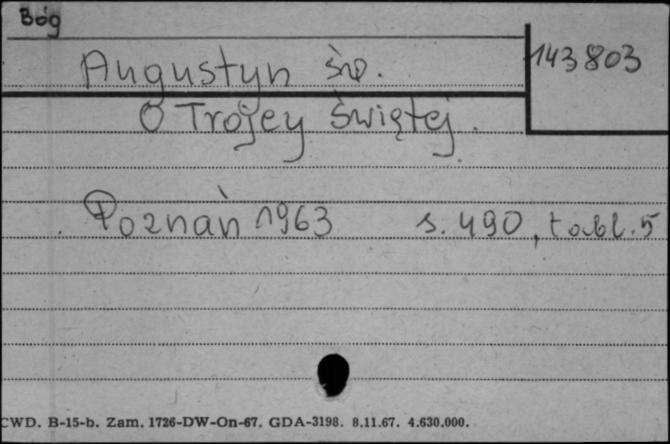 Bóg
Augustyn św.
143803
O Trójcy Świętej.
Poznań 1963 s. 490, tabl. 5
CWD. B-15-b. Zam. 1726-DW-On-67. GDA-3198. 8.11.67. 4.630.000.